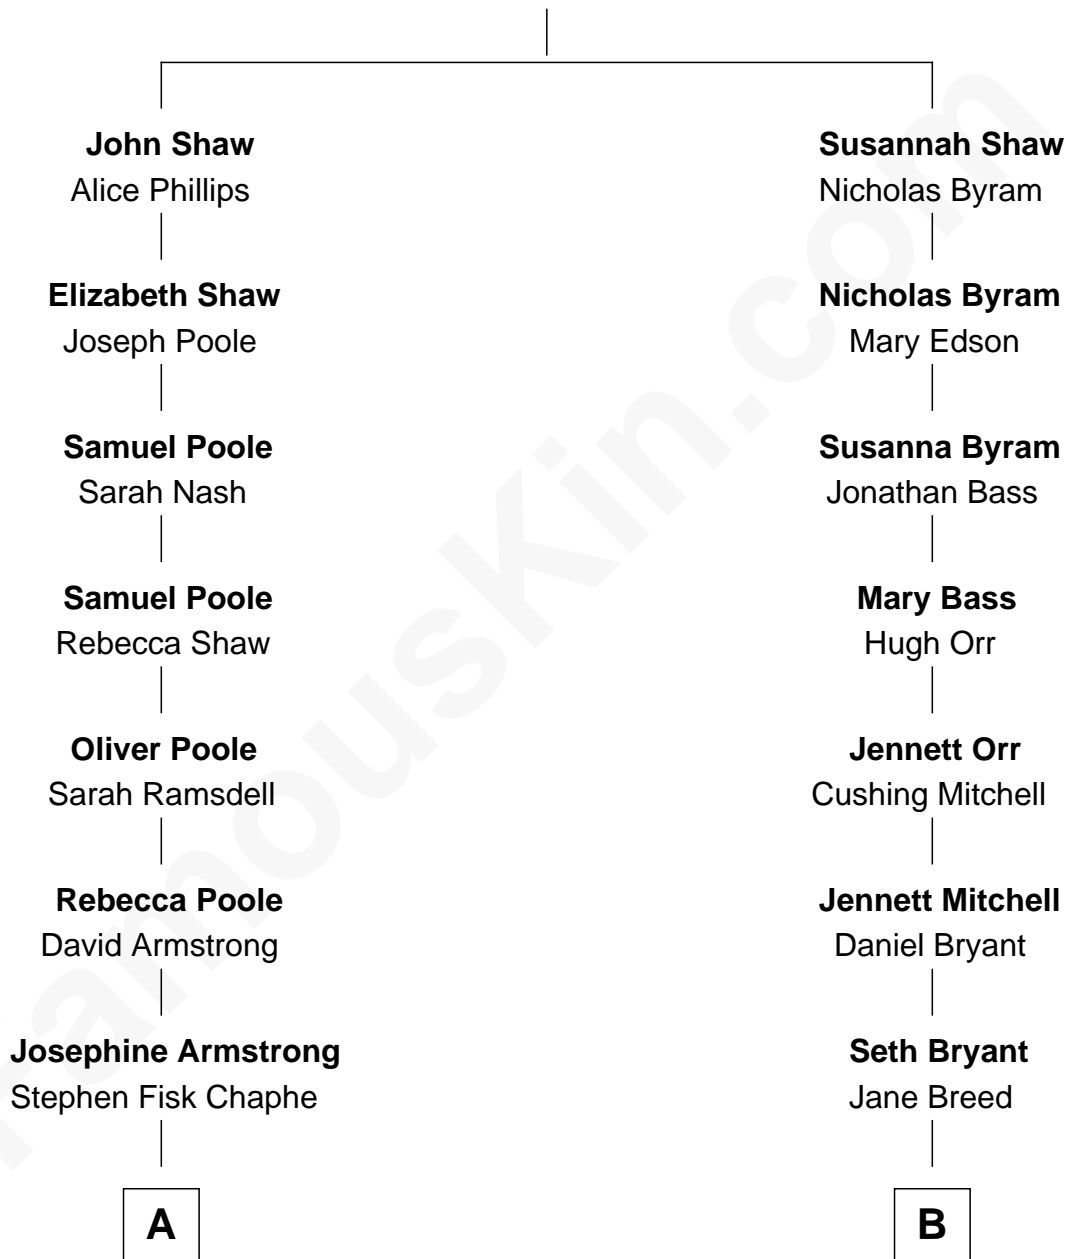 John Shaw
Alice Phillips
Elizabeth Shaw
Joseph Poole
Samuel Poole
Sarah Nash
Samuel Poole
Rebecca Shaw
Oliver Poole
Sarah Ramsdell
Rebecca Poole
David Armstrong
Josephine Armstrong
Stephen Fisk Chaphe
A
Susannah Shaw
Nicholas Byram
Nicholas Byram
Mary Edson
Susanna Byram
Jonathan Bass
Mary Bass
Hugh Orr
Jennett Orr
Cushing Mitchell
Jennett Mitchell
Daniel Bryant
Seth Bryant
Jane Breed
B
FamousKin.com